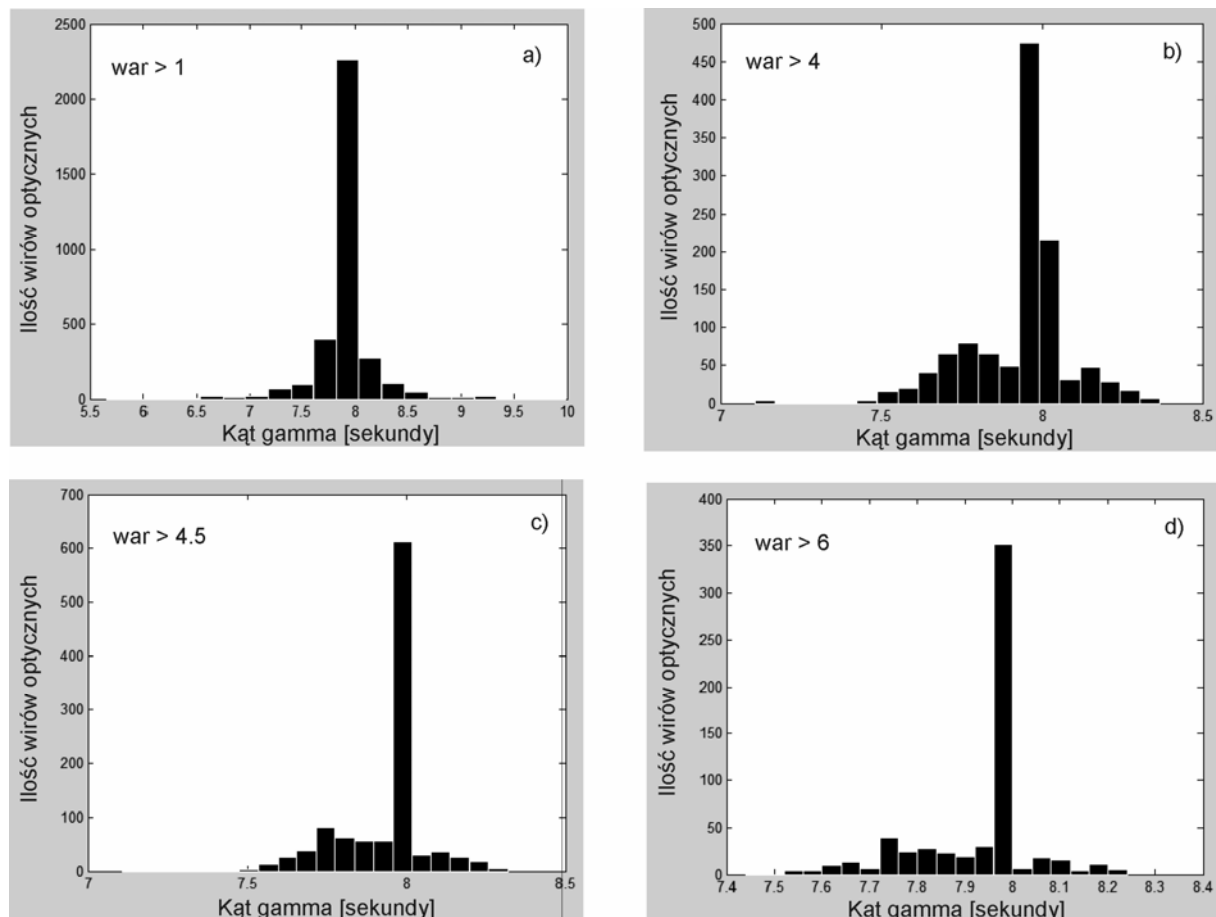 a)
war > 1
Ilość wirów optycznych
2500
2000
1500
1000
500
0
5.5 6 6.5 7 7.5 8 8.5 9 9.5 10
Kąt gamma [sekundy]
b)
war > 4
Ilość wirów optycznych
500
450
400
350
300
250
200
150
100
50
0
7 7.5 8 8.5
Kąt gamma [sekundy]
c)
war > 4.5
Ilość wirów optycznych
700
600
500
400
300
200
100
0
7 7.5 8 8.5
Kąt gamma [sekundy]
d)
war > 6
Ilość wirów optycznych
400
350
300
250
200
150
100
50
0
7.4 7.5 7.6 7.7 7.8 7.9 8 8.1 8.2 8.3 8.4
Kąt gamma [sekundy]